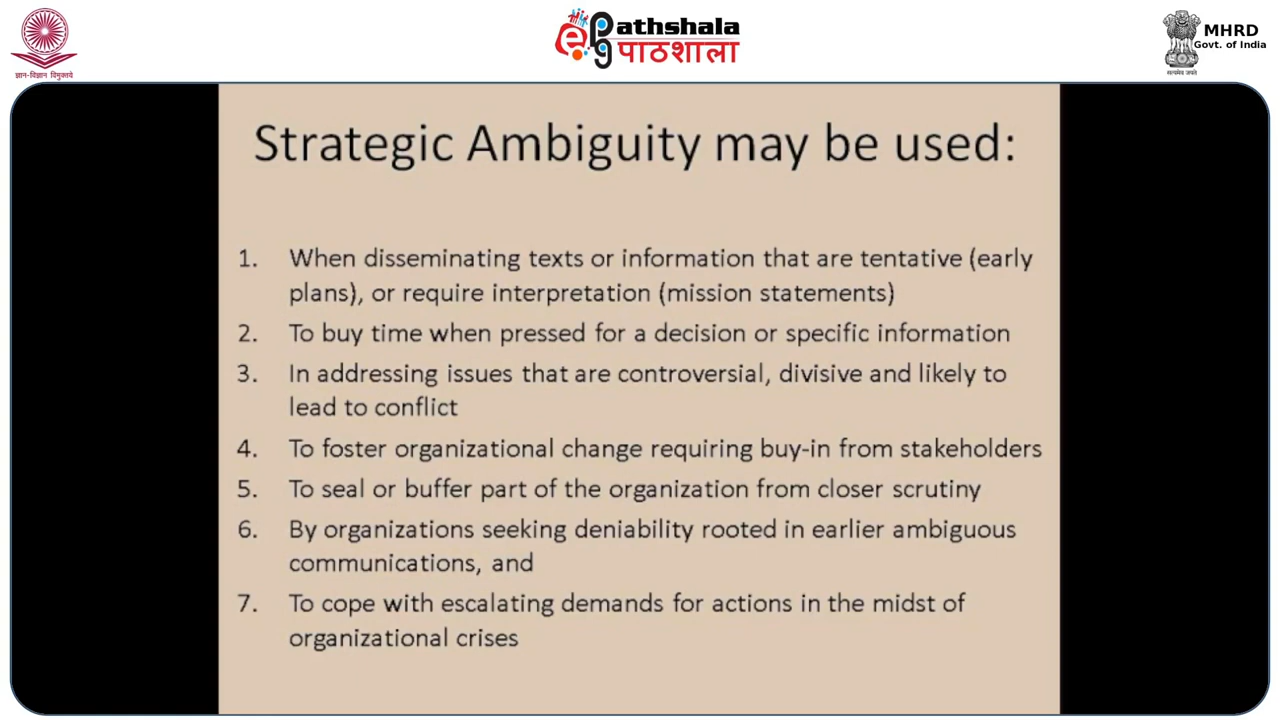 ज्ञान-विज्ञान विमुक्तये
epg Pathshala
पाठशाला
सत्यमेव जयते
MHRD
Govt. of India
Strategic Ambiguity may be used:
1. When disseminating texts or information that are tentative (early
plans), or require interpretation (mission statements)
2. To buy time when pressed for a decision or specific information
3. In addressing issues that are controversial, divisive and likely to
lead to conflict
4. To foster organizational change requiring buy-in from stakeholders
5. To seal or buffer part of the organization from closer scrutiny
6. By organizations seeking deniability rooted in earlier ambiguous
communications, and
7. To cope with escalating demands for actions in the midst of
organizational crises